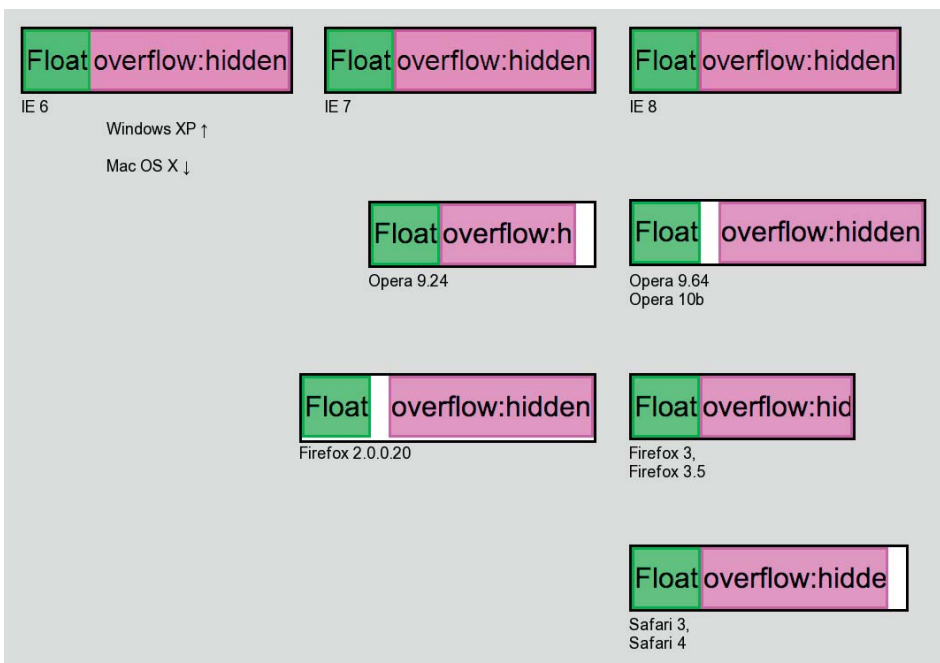 Float overflow:hidden
IE 6
Float overflow:hidden
IE 7
Float overflow:hidden
IE 8
Windows XP ↑
Mac OS X ↓
Float overflow:h
Opera 9.24
Float overflow:hidden
Opera 9.64
Opera 10b
Float overflow:hidden
Firefox 2.0.0.20
Float overflow:hid
Firefox 3,
Firefox 3.5
Float overflow:hidde
Safari 3,
Safari 4